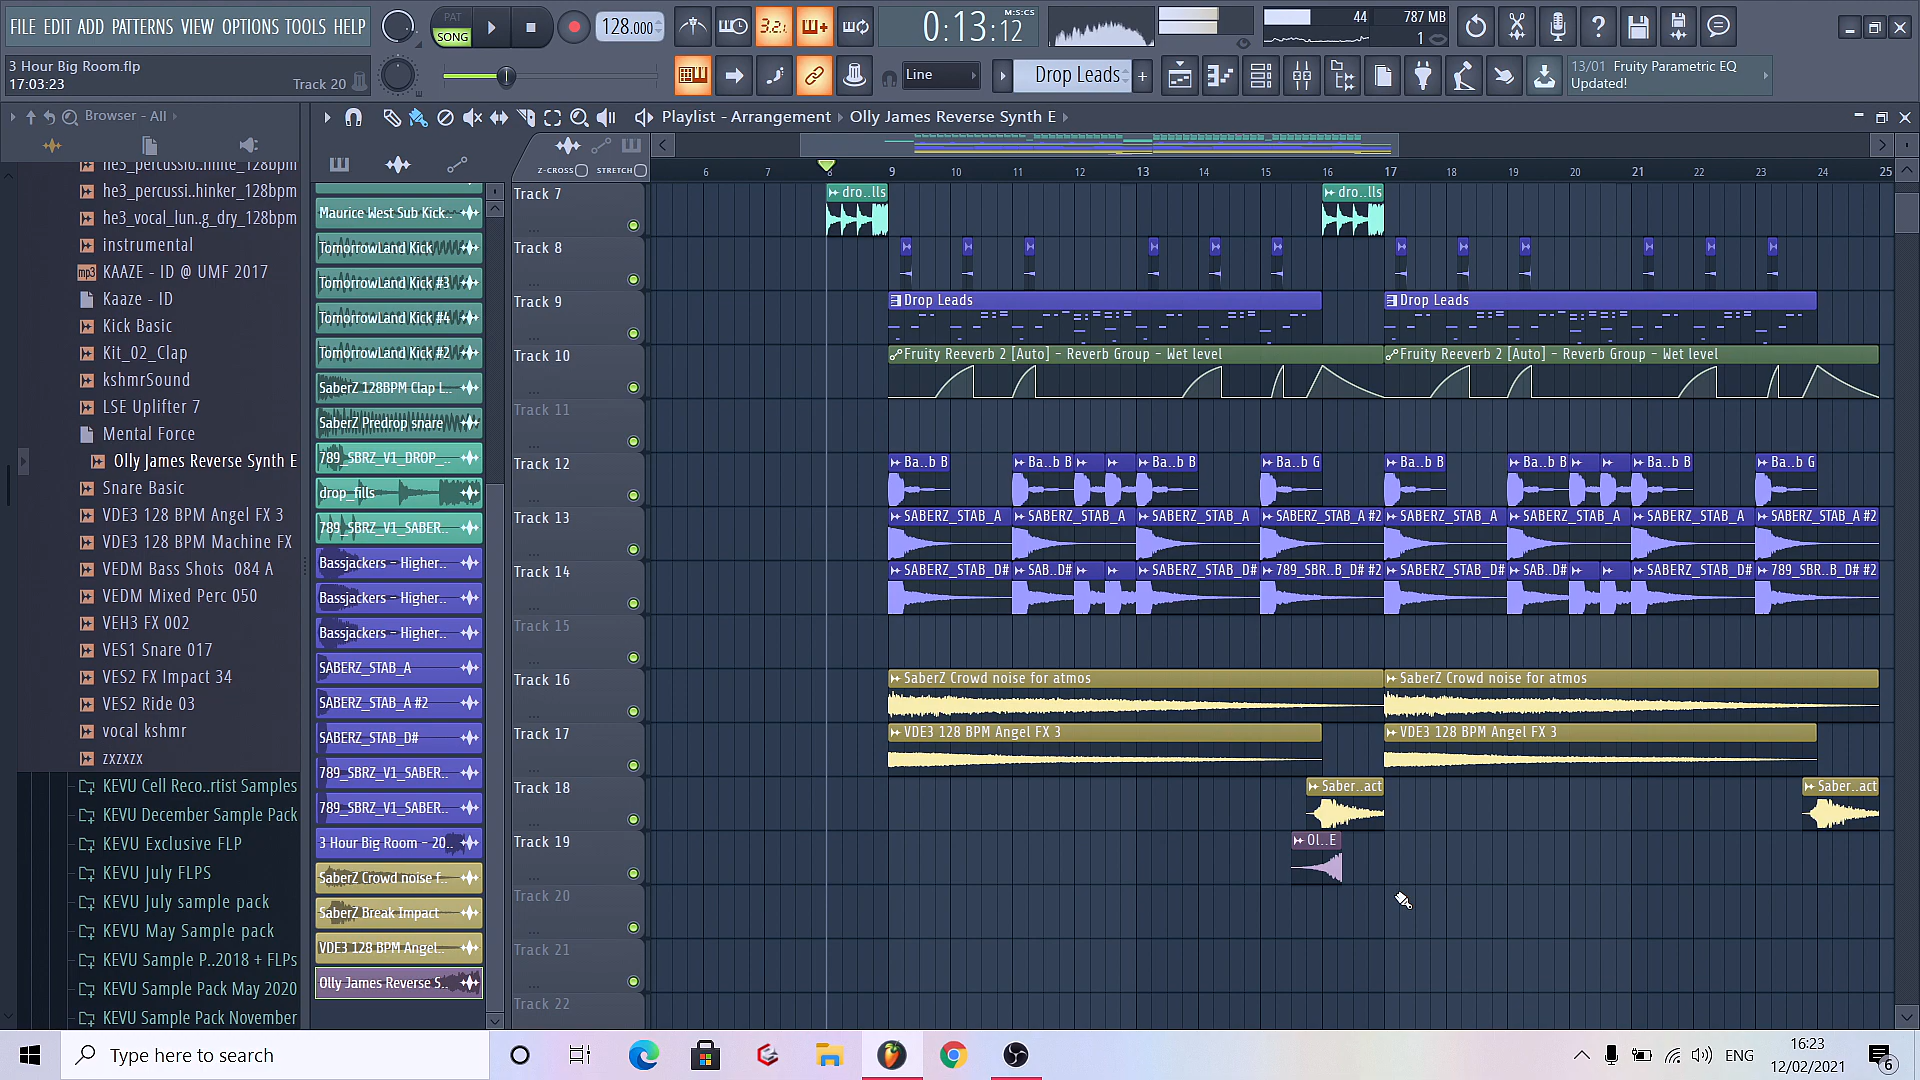 FILE EDIT ADD PATTERNS VIEW OPTIONS TOOLS HELP
PAT
SONG
128.000
3.2.
0:13:12
M:S:CS
44
787 MB
1
3 Hour Big Room.flp
17:03:23
Track 20
Line
Drop Leads
13/01 Fruity Parametric EQ
Updated!
Browser - All
Playlist - Arrangement
Olly James Reverse Synth E
Z-CROSS
STRETCH
6 7 8 9 10 11 12 13 14 15 16 17 18 19 20 21 22 23 24 25
he3_percussi..hinker_128bpm
he3_vocal_lun..g_dry_128bpm
instrumental
mp3
KAAZE - ID @ UMF 2017
Kaaze - ID
Kick Basic
Kit_02_Clap
kshmrSound
LSE Uplifter 7
Mental Force
Olly James Reverse Synth E
Snare Basic
VDE3 128 BPM Angel FX 3
VDE3 128 BPM Machine FX
VEDM Bass Shots 084 A
VEDM Mixed Perc 050
VEH3 FX 002
VES1 Snare 017
VES2 FX Impact 34
VES2 Ride 03
vocal kshmr
zxzxzx
KEVU Cell Reco..rtist Samples
KEVU December Sample Pack
KEVU Exclusive FLP
KEVU July FLPS
KEVU July sample pack
KEVU May Sample pack
KEVU Sample P..2018 + FLPs
KEVU Sample Pack May 2020
KEVU Sample Pack November
Maurice West Sub Kick..
TomorrowLand Kick
TomorrowLand Kick #3
TomorrowLand Kick #4
TomorrowLand Kick #2
SaberZ 128BPM Clap L..
SaberZ Predrop snare
789_SBRZ_V1_DROP_..
drop_fills
789_SBRZ_V1_SABER..
Bassjackers - Higher..
Bassjackers - Higher..
Bassjackers - Higher..
SABERZ_STAB_A
SABERZ_STAB_A #2
SABERZ_STAB_D#
789_SBRZ_V1_SABER..
789_SBRZ_V1_SABER..
3 Hour Big Room - 20..
SaberZ Crowd noise f..
SaberZ Break Impact
VDE3 128 BPM Angel..
Olly James Reverse S..
Track 7
dro..lls
dro..lls
Track 8
Track 9
Drop Leads
Drop Leads
Track 10
Fruity Reeverb 2 [Auto] - Reverb Group - Wet level
Fruity Reeverb 2 [Auto] - Reverb Group - Wet level
Track 11
Track 12
Ba..b B
Ba..b B
Ba..b B
Ba..b G
Ba..b B
Ba..b B
Ba..b B
Ba..b G
Track 13
SABERZ_STAB_A
SABERZ_STAB_A
SABERZ_STAB_A
SABERZ_STAB_A #2
SABERZ_STAB_A
SABERZ_STAB_A
SABERZ_STAB_A
SABERZ_STAB_A #2
Track 14
SABERZ_STAB_D#
SAB..D#
SABERZ_STAB_D#
789_SBR..B_D# #2
SABERZ_STAB_D#
SAB..D#
SABERZ_STAB_D#
789_SBR..B_D# #2
Track 15
Track 16
SaberZ Crowd noise for atmos
SaberZ Crowd noise for atmos
Track 17
VDE3 128 BPM Angel FX 3
VDE3 128 BPM Angel FX 3
Track 18
Saber..act
Saber..act
Track 19
Ol..E
Track 20
Track 21
Track 22
Type here to search
ENG
16:23
12/02/2021
6